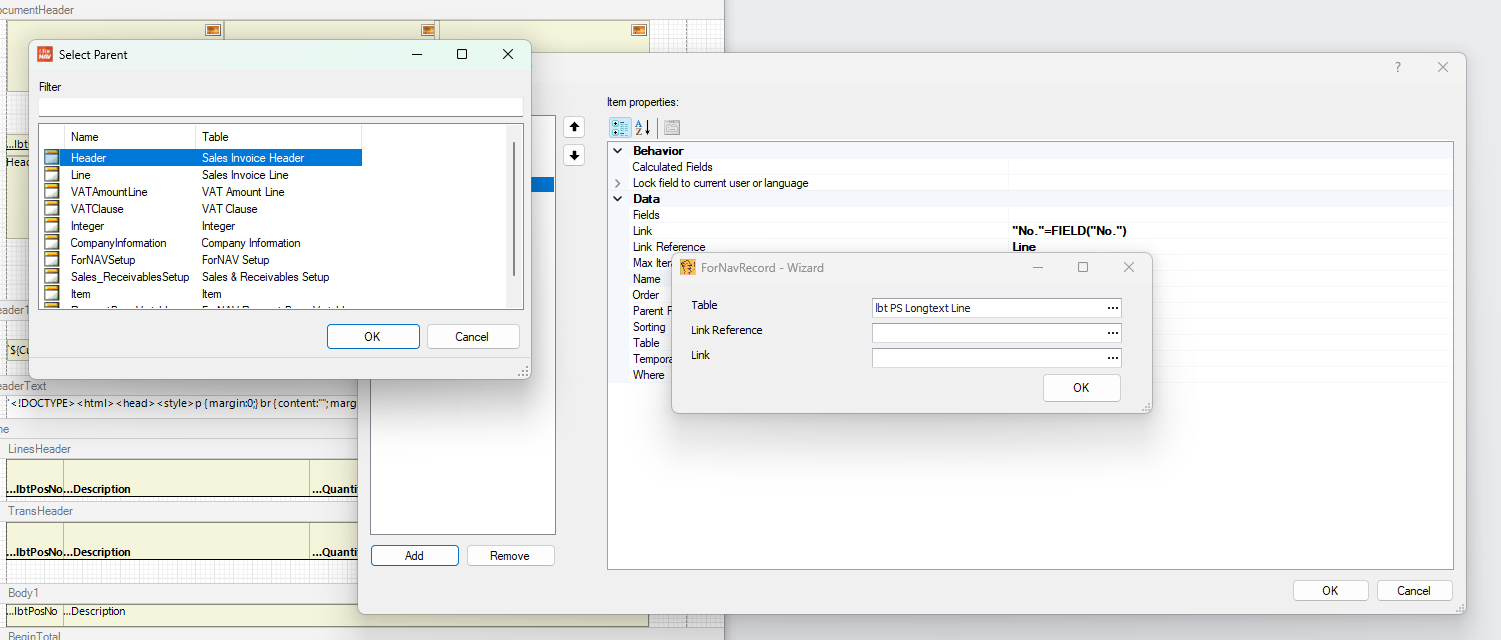 ocumentHeader
Select Parent
Filter
Name Table
Header Sales Invoice Header
Line Sales Invoice Line
VATAmountLine VAT Amount Line
VATClause VAT Clause
Integer Integer
CompanyInformation Company Information
ForNAVSetup ForNAV Setup
Sales_ReceivablesSetup Sales & Receivables Setup
Item Item
OK Cancel
?
Item properties:
Behavior
Calculated Fields
Lock field to current user or language
Data
Fields
Link "No."=FIELD("No.")
Link Reference Line
Max Itera
Name
Order
Parent F
Sorting
Table
Tempora
Where
ForNavRecord - Wizard
Table lbt PS Longtext Line ...
Link Reference ...
Link ...
OK
...lbt
Head
eader1
`${Cu
eaderText
`<!DOCTYPE><html><head><style>p {margin:0;} br {content:""; marg
ne
LinesHeader
...lbtPosNo...Description ...Quanti
TransHeader
...lbtPosNo...Description ...Quanti
Add Remove
Body1
...lbtPosNo ...Description
BeginTotal
OK Cancel